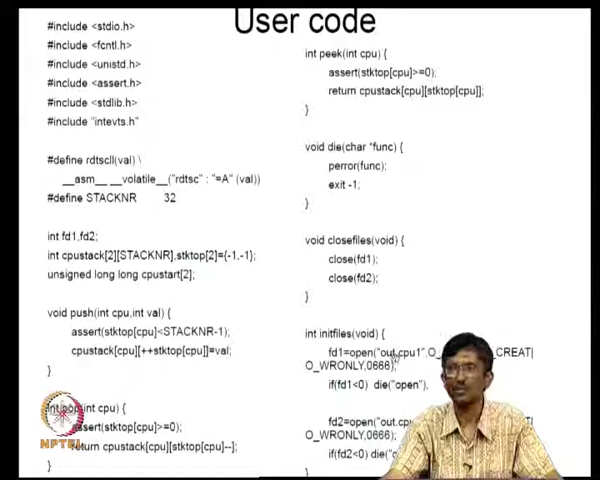 User code
#include <stdio.h>
#include <fcntl.h>
#include <unistd.h>
#include <assert.h>
#include <stdlib.h>
#include "intevts.h"
#define rdtscll(val) \
__asm__ __volatile__("rdtsc" : "=A" (val))
#define STACKNR 32
int fd1,fd2;
int cpustack[2][STACKNR],stktop[2]={-1,-1};
unsigned long long cpustart[2];
void push(int cpu,int val) {
assert(stktop[cpu]<STACKNR-1);
cpustack[cpu][++stktop[cpu]]=val;
}
int pop(int cpu) {
assert(stktop[cpu]>=0);
return cpustack[cpu][stktop[cpu]--];
}
int peek(int cpu) {
assert(stktop[cpu]>=0);
return cpustack[cpu][stktop[cpu]];
}
void die(char *func) {
perror(func);
exit -1;
}
void closefiles(void) {
close(fd1);
close(fd2);
}
int initfiles(void) {
fd1=open("out.cpu1",O_ _CREAT|
O_WRONLY,0666);
if(fd1<0) die("open").
fd2=open("out. CREAT|
O_WRONLY,0666);
if(fd2<0) die("
NPTEL